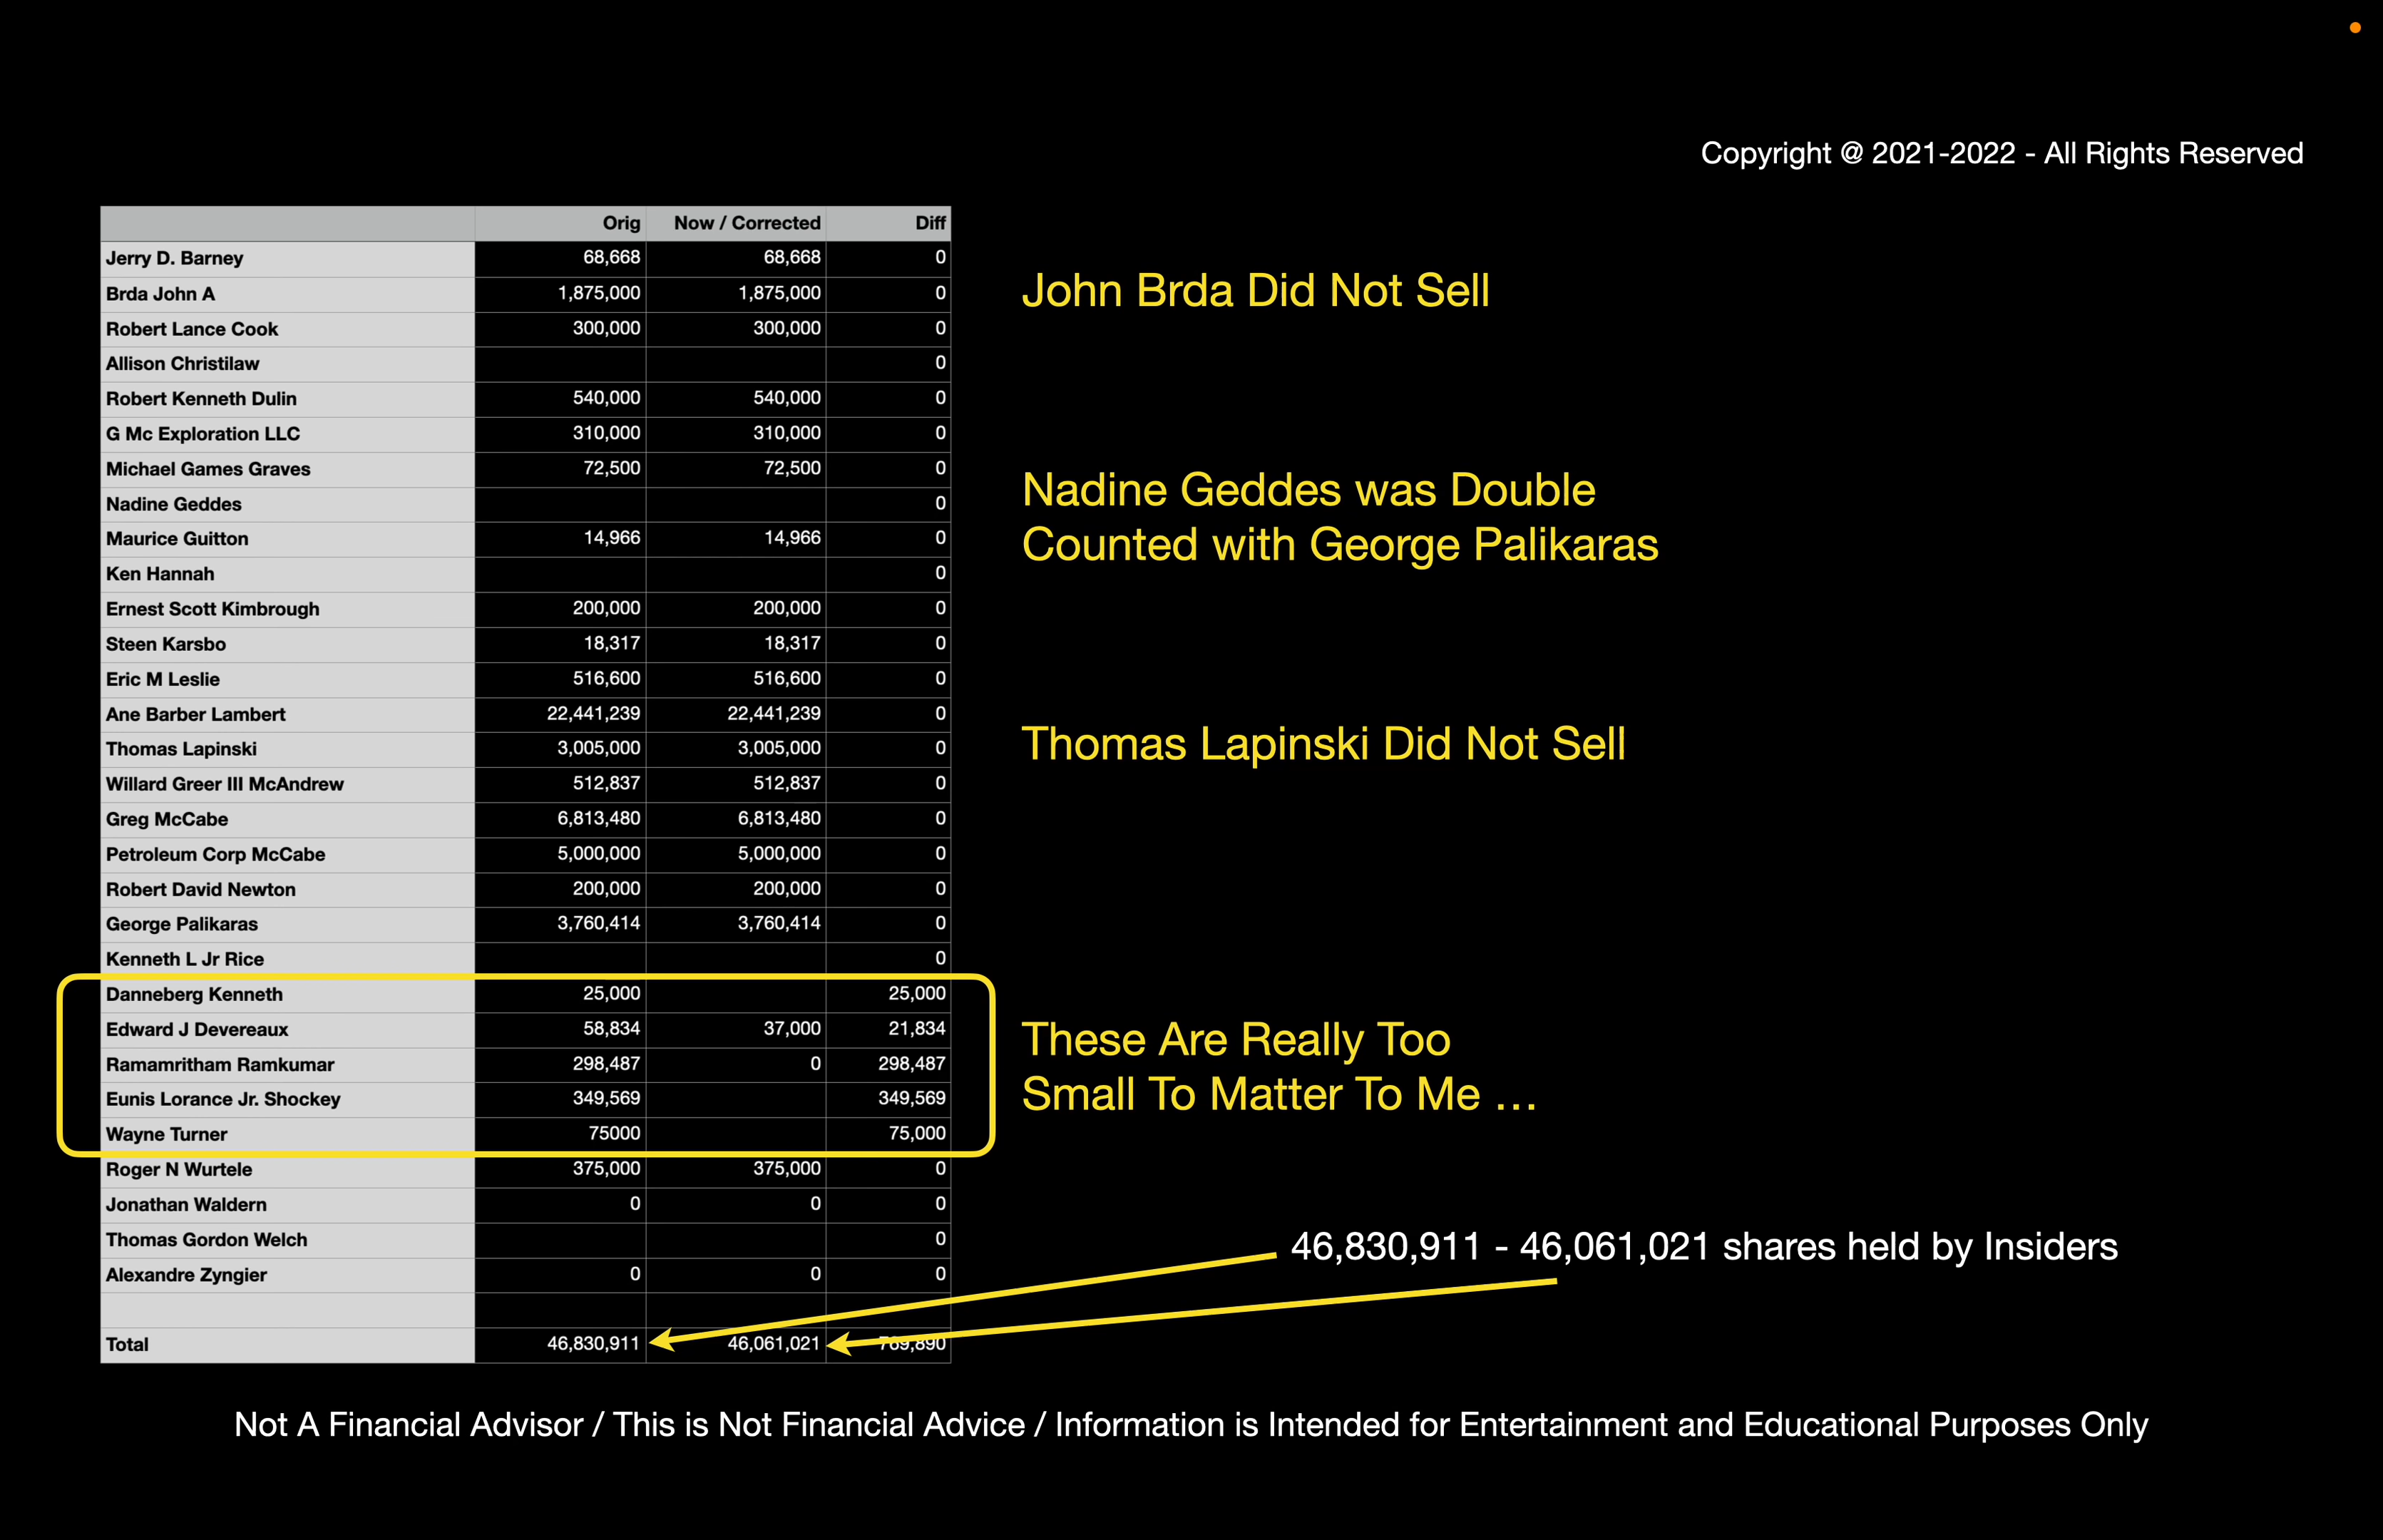 Copyright @ 2021-2022 - All Rights Reserved
Orig Now / Corrected Diff
Jerry D. Barney 68,668 68,668 0
Brda John A 1,875,000 1,875,000 0
John Brda Did Not Sell
Robert Lance Cook 300,000 300,000 0
Allison Christilaw 0
Robert Kenneth Dulin 540,000 540,000 0
G Mc Exploration LLC 310,000 310,000 0
Michael Games Graves 72,500 72,500 0
Nadine Geddes 0
Nadine Geddes was Double
Counted with George Palikaras
Maurice Guitton 14,966 14,966 0
Ken Hannah 0
Ernest Scott Kimbrough 200,000 200,000 0
Steen Karsbo 18,317 18,317 0
Eric M Leslie 516,600 516,600 0
Ane Barber Lambert 22,441,239 22,441,239 0
Thomas Lapinski 3,005,000 3,005,000 0
Thomas Lapinski Did Not Sell
Willard Greer III McAndrew 512,837 512,837 0
Greg McCabe 6,813,480 6,813,480 0
Petroleum Corp McCabe 5,000,000 5,000,000 0
Robert David Newton 200,000 200,000 0
George Palikaras 3,760,414 3,760,414 0
Kenneth L Jr Rice 0
Danneberg Kenneth 25,000 25,000
Edward J Devereaux 58,834 37,000 21,834
Ramamritham Ramkumar 298,487 0 298,487
Eunis Lorance Jr. Shockey 349,569 349,569
Wayne Turner 75000 75,000
These Are Really Too
Small To Matter To Me ...
Roger N Wurtele 375,000 375,000 0
Jonathan Waldern 0 0 0
Thomas Gordon Welch 0
Alexandre Zyngier 0 0 0
46,830,911 - 46,061,021 shares held by Insiders
Total 46,830,911 46,061,021 769,890
Not A Financial Advisor / This is Not Financial Advice / Information is Intended for Entertainment and Educational Purposes Only